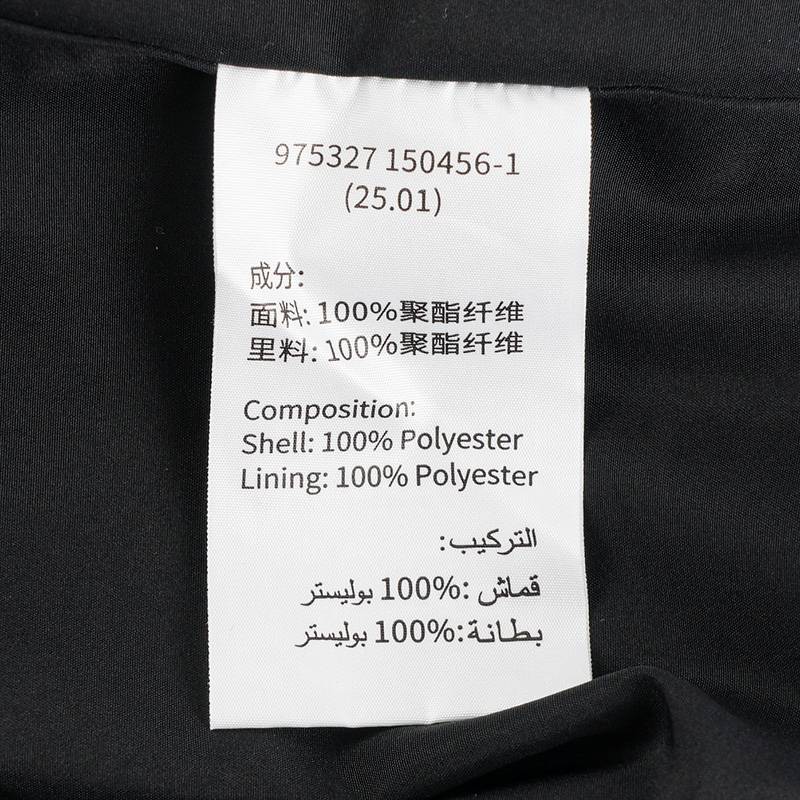 975327 150456-1
(25.01)
成分:
面料: 100%聚酯纤维
里料: 100%聚酯纤维
Composition:
Shell: 100% Polyester
Lining: 100% Polyester
التركيب:
قماش :100% بوليستر
بطانة:100% بوليستر